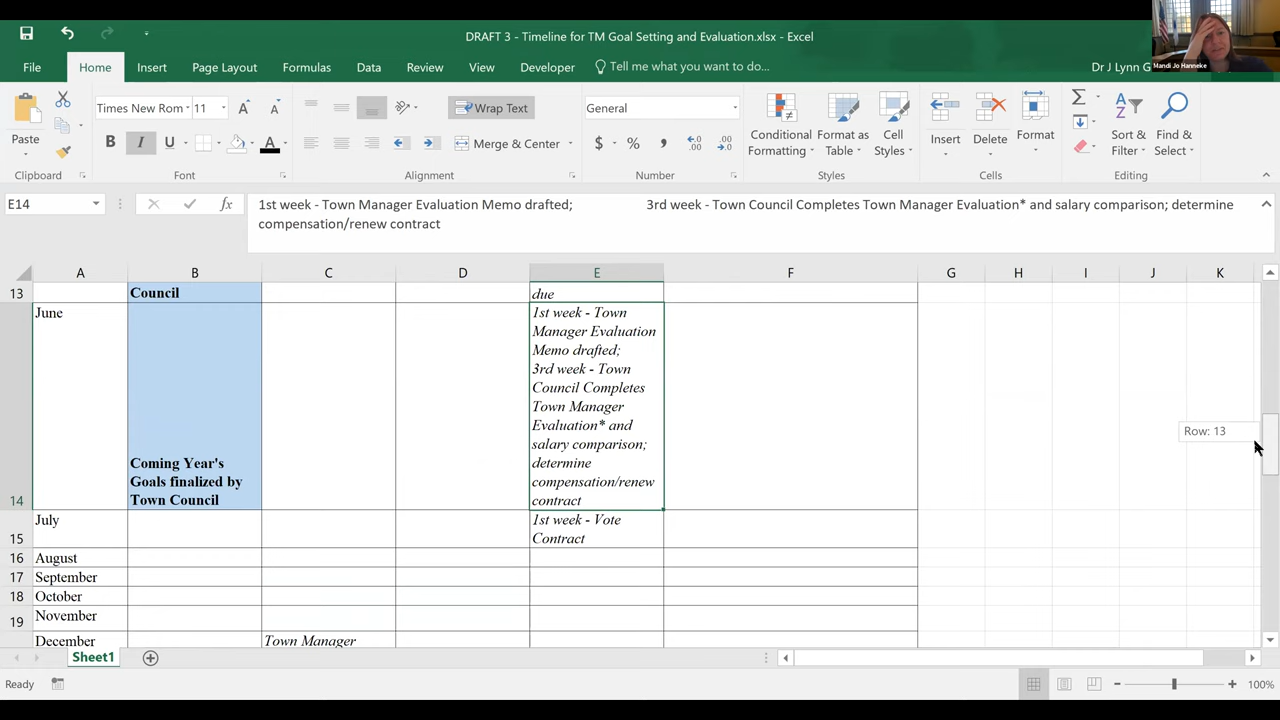 DRAFT 3 - Timeline for TM Goal Setting and Evaluation.xlsx - Excel
Mandi Jo Hanneke
File Home Insert Page Layout Formulas Data Review View Developer Tell me what you want to do... Dr J Lynn G
Paste
Times New Rom 11 A A
B I U A
Wrap Text
Merge & Center
General
$ % ,
Conditional Formatting
Format as Table
Cell Styles
Insert Delete Format
Sort & Filter
Find & Select
Clipboard Font Alignment Number Styles Cells Editing
E14 fx 1st week - Town Manager Evaluation Memo drafted; 3rd week - Town Council Completes Town Manager Evaluation* and salary comparison; determine
compensation/renew contract
A B C D E F G H I J K
13 Council due
14 June
Coming Year's
Goals finalized by
Town Council
1st week - Town
Manager Evaluation
Memo drafted;
3rd week - Town
Council Completes
Town Manager
Evaluation* and
salary comparison;
determine
compensation/renew
contract
Row: 13
15 July 1st week - Vote
Contract
16 August
17 September
18 October
19 November
December Town Manager
Sheet1
Ready 100%